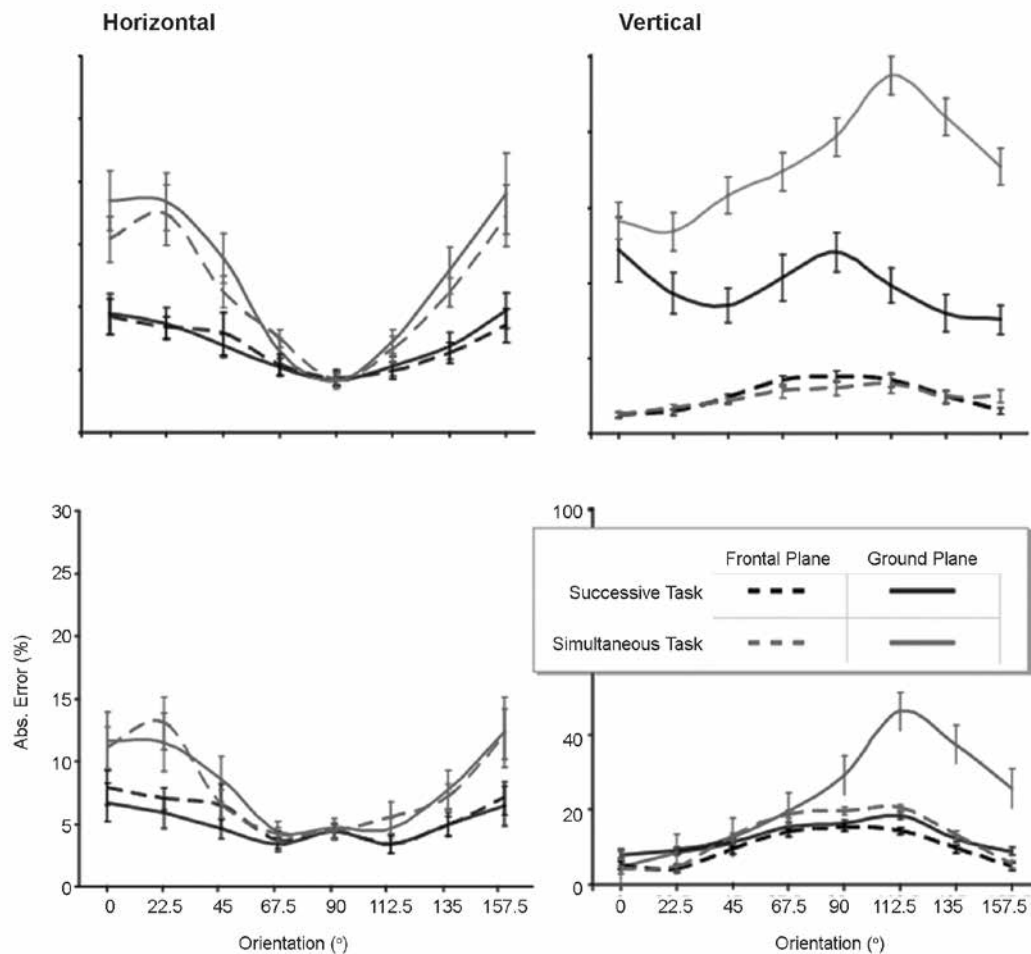 Horizontal
Vertical
30
25
20
15
10
5
0
Abs. Error (%)
0 22.5 45 67.5 90 112.5 135 157.5
Orientation (º)
100
40
20
0
Frontal Plane Ground Plane
Successive Task
Simultaneous Task
0 22.5 45 67.5 90 112.5 135 157.5
Orientation (º)